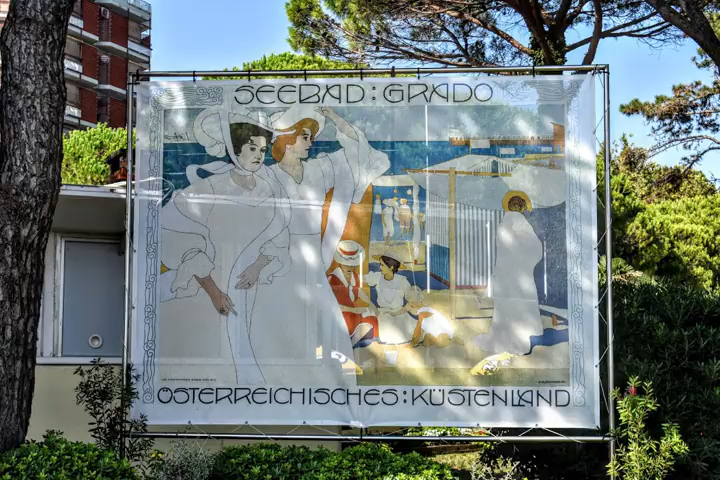 SEEBAD : GRADO
ÖSTERREICHISCHES : KÜSTENLAND